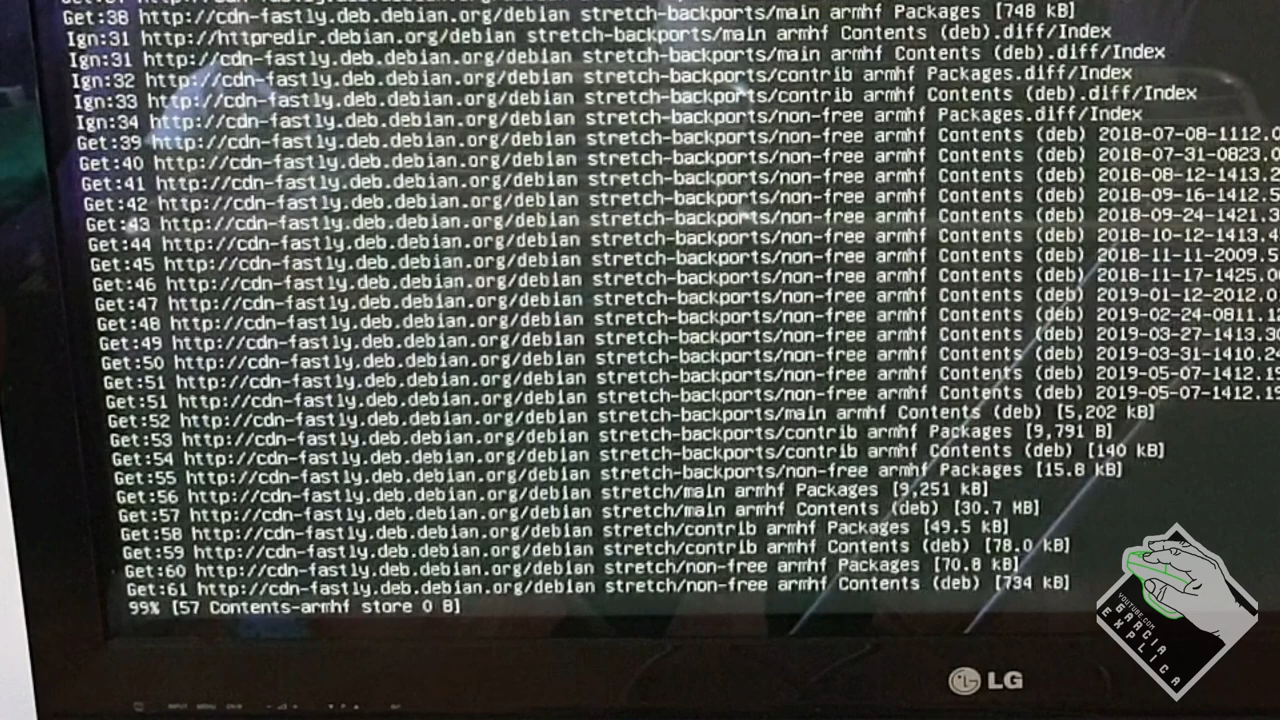 Get:38 http://cdn-fastly.deb.debian.org/debian stretch-backports/main armhf Packages [748 kB]
Ign:31 http://httpredir.debian.org/debian stretch-backports/main armhf Contents (deb).diff/Index
Ign:31 http://cdn-fastly.deb.debian.org/debian stretch-backports/main armhf Contents (deb).diff/Index
Ign:32 http://cdn-fastly.deb.debian.org/debian stretch-backports/contrib armhf Packages.diff/Index
Ign:33 http://cdn-fastly.deb.debian.org/debian stretch-backports/contrib armhf Contents (deb).diff/Index
Ign:34 http://cdn-fastly.deb.debian.org/debian stretch-backports/non-free armhf Packages.diff/Index
Get:39 http://cdn-fastly.deb.debian.org/debian stretch-backports/non-free armhf Contents (deb) 2018-07-08-1112.0
Get:40 http://cdn-fastly.deb.debian.org/debian stretch-backports/non-free armhf Contents (deb) 2018-07-31-0823.0
Get:41 http://cdn-fastly.deb.debian.org/debian stretch-backports/non-free armhf Contents (deb) 2018-08-12-1413.2
Get:42 http://cdn-fastly.deb.debian.org/debian stretch-backports/non-free armhf Contents (deb) 2018-09-16-1412.5
Get:43 http://cdn-fastly.deb.debian.org/debian stretch-backports/non-free armhf Contents (deb) 2018-09-24-1421.3
Get:44 http://cdn-fastly.deb.debian.org/debian stretch-backports/non-free armhf Contents (deb) 2018-10-12-1413.4
Get:45 http://cdn-fastly.deb.debian.org/debian stretch-backports/non-free armhf Contents (deb) 2018-11-11-2009.5
Get:46 http://cdn-fastly.deb.debian.org/debian stretch-backports/non-free armhf Contents (deb) 2018-11-17-1425.0
Get:47 http://cdn-fastly.deb.debian.org/debian stretch-backports/non-free armhf Contents (deb) 2019-01-12-2012.0
Get:48 http://cdn-fastly.deb.debian.org/debian stretch-backports/non-free armhf Contents (deb) 2019-02-24-0811.12
Get:49 http://cdn-fastly.deb.debian.org/debian stretch-backports/non-free armhf Contents (deb) 2019-03-27-1413.30
Get:50 http://cdn-fastly.deb.debian.org/debian stretch-backports/non-free armhf Contents (deb) 2019-03-31-1410.24
Get:51 http://cdn-fastly.deb.debian.org/debian stretch-backports/non-free armhf Contents (deb) 2019-05-07-1412.19
Get:51 http://cdn-fastly.deb.debian.org/debian stretch-backports/non-free armhf Contents (deb) 2019-05-07-1412.19
Get:52 http://cdn-fastly.deb.debian.org/debian stretch-backports/main armhf Contents (deb) [5,202 kB]
Get:53 http://cdn-fastly.deb.debian.org/debian stretch-backports/contrib armhf Packages [9,791 B]
Get:54 http://cdn-fastly.deb.debian.org/debian stretch-backports/contrib armhf Contents (deb) [140 kB]
Get:55 http://cdn-fastly.deb.debian.org/debian stretch-backports/non-free armhf Packages [15.8 kB]
Get:56 http://cdn-fastly.deb.debian.org/debian stretch/main armhf Packages [9,251 kB]
Get:57 http://cdn-fastly.deb.debian.org/debian stretch/main armhf Contents (deb) [30.7 MB]
Get:58 http://cdn-fastly.deb.debian.org/debian stretch/contrib armhf Packages [49.5 kB]
Get:59 http://cdn-fastly.deb.debian.org/debian stretch/contrib armhf Contents (deb) [78.0 kB]
Get:60 http://cdn-fastly.deb.debian.org/debian stretch/non-free armhf Packages [70.8 kB]
Get:61 http://cdn-fastly.deb.debian.org/debian stretch/non-free armhf Contents (deb) [734 kB]
99% [57 Contents-armhf store 0 B]
LG
YOUTUBE.COM
GARCIA
EXPLICA